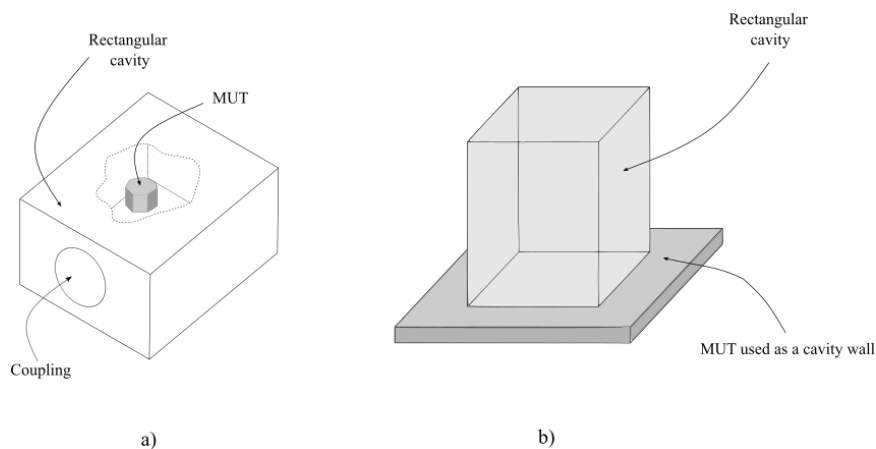 Rectangular
cavity
MUT
Coupling
a)
Rectangular
cavity
MUT used as a cavity wall
b)